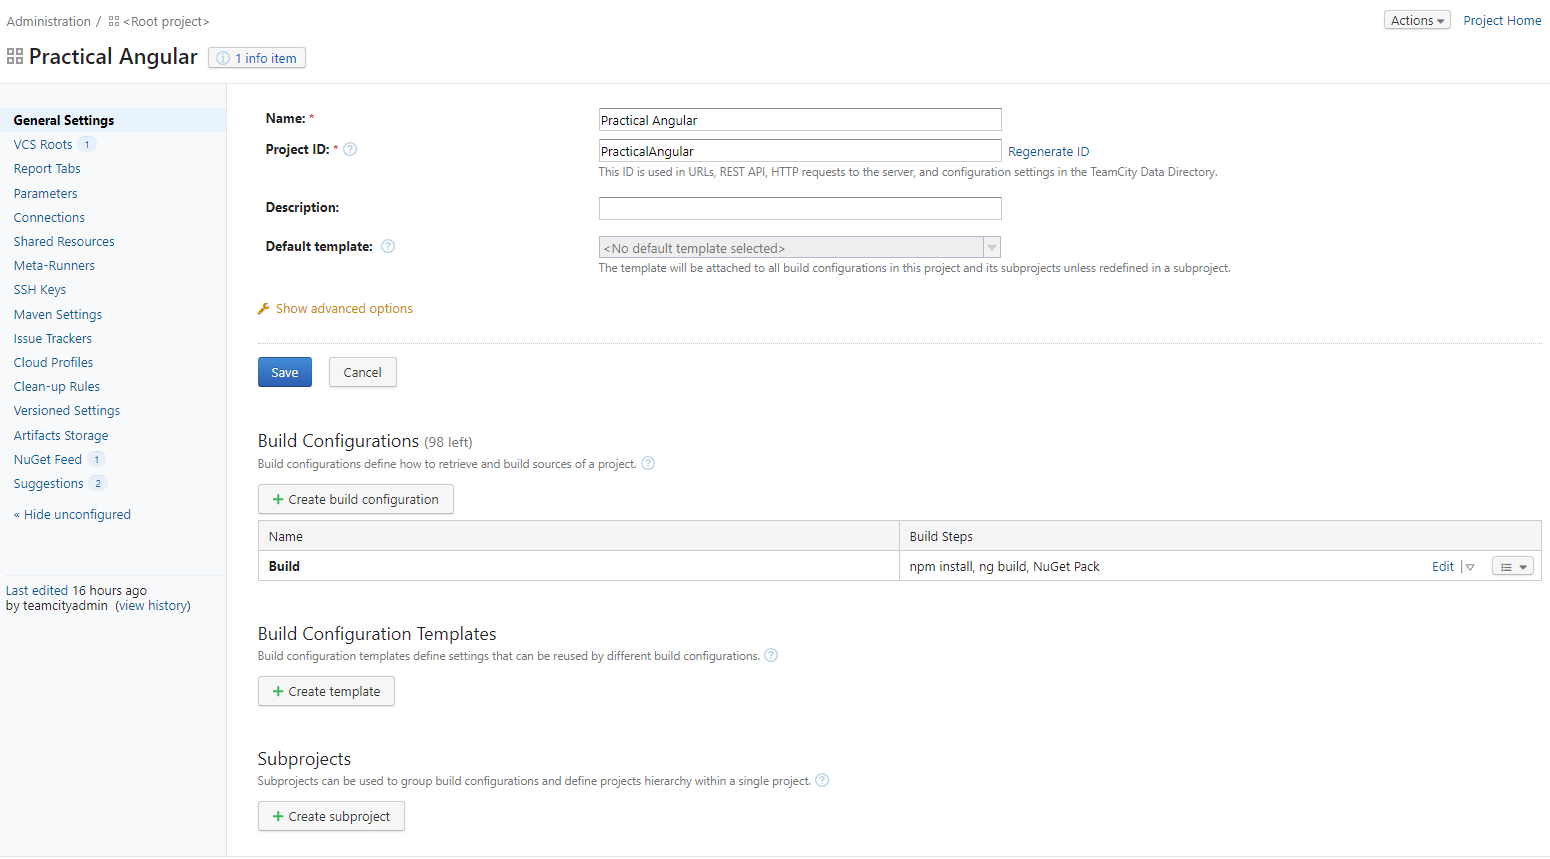 Administration / <Root project>
Actions
Project Home
Practical Angular
1 info item
General Settings
VCS Roots 1
Report Tabs
Parameters
Connections
Shared Resources
Meta-Runners
SSH Keys
Maven Settings
Issue Trackers
Cloud Profiles
Clean-up Rules
Versioned Settings
Artifacts Storage
NuGet Feed 1
Suggestions 2
« Hide unconfigured
Last edited 16 hours ago
by teamcityadmin (view history)
Name: * Practical Angular
Project ID: * ? PracticalAngular Regenerate ID
This ID is used in URLs, REST API, HTTP requests to the server, and configuration settings in the TeamCity Data Directory.
Description:
Default template: ? <No default template selected>
The template will be attached to all build configurations in this project and its subprojects unless redefined in a subproject.
Show advanced options
Save Cancel
Build Configurations (98 left)
Build configurations define how to retrieve and build sources of a project. ?
+ Create build configuration
Name Build Steps
Build npm install, ng build, NuGet Pack Edit
Build Configuration Templates
Build configuration templates define settings that can be reused by different build configurations. ?
+ Create template
Subprojects
Subprojects can be used to group build configurations and define projects hierarchy within a single project. ?
+ Create subproject